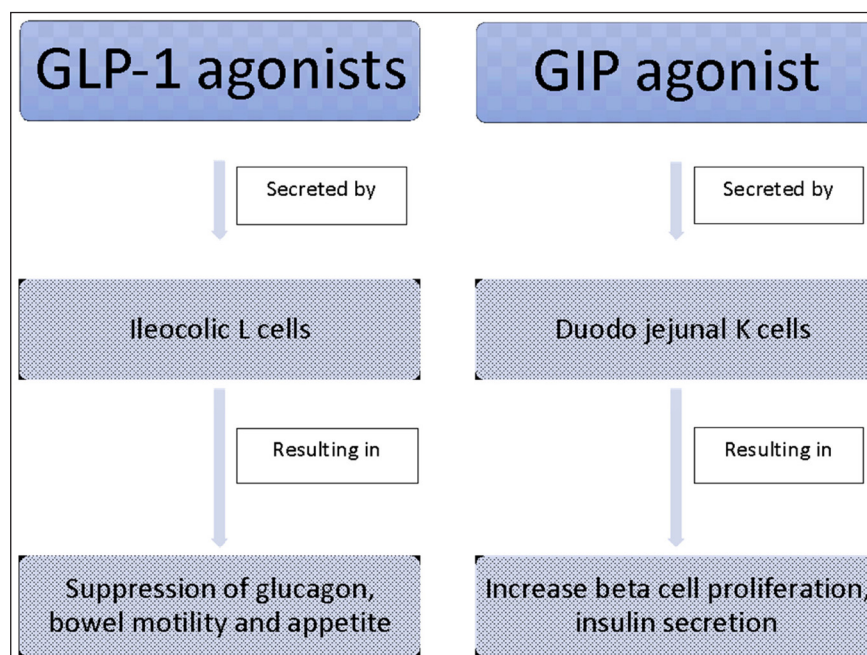 GLP-1 agonists
GIP agonist
Secreted by
Secreted by
Ileocolic L cells
Duodo jejunal K cells
Resulting in
Resulting in
Suppression of glucagon,
bowel motility and appetite
Increase beta cell proliferation,
insulin secretion